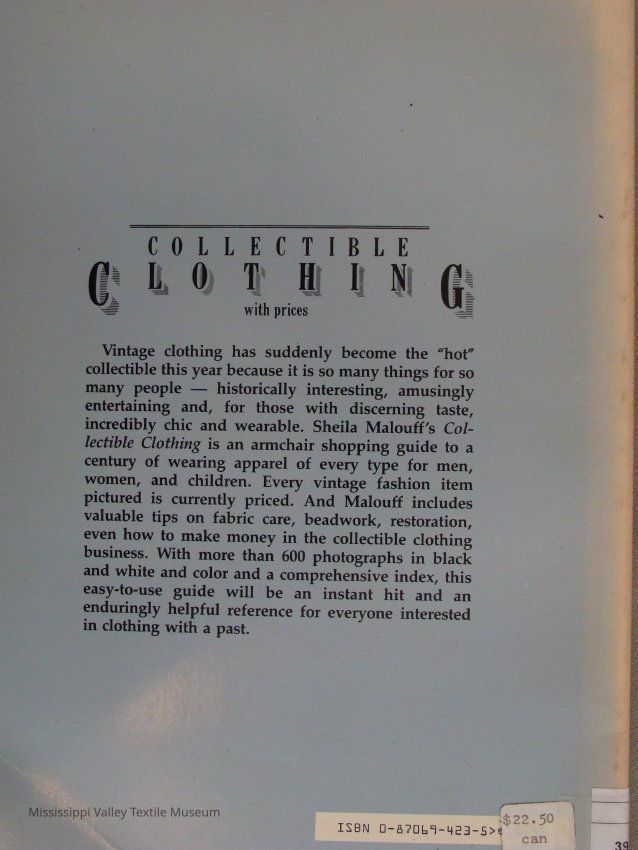 COLLECTIBLE
CLOTHING
with prices
Vintage clothing has suddenly become the “hot”
collectible this year because it is so many things for so
many people — historically interesting, amusingly
entertaining and, for those with discerning taste,
incredibly chic and wearable. Sheila Malouff's Col-
lectible Clothing is an armchair shopping guide to a
century of wearing apparel of every type for men,
women, and children. Every vintage fashion item
pictured is currently priced. And Malouff includes
valuable tips on fabric care, beadwork, restoration,
even how to make money in the collectible clothing
business. With more than 600 photographs in black
and white and color and a comprehensive index, this
easy-to-use guide will be an instant hit and an
enduringly helpful reference for everyone interested
in clothing with a past.
Mississippi Valley Textile Museum
ISBN 0-87069-423-5>
$22.50
can
39